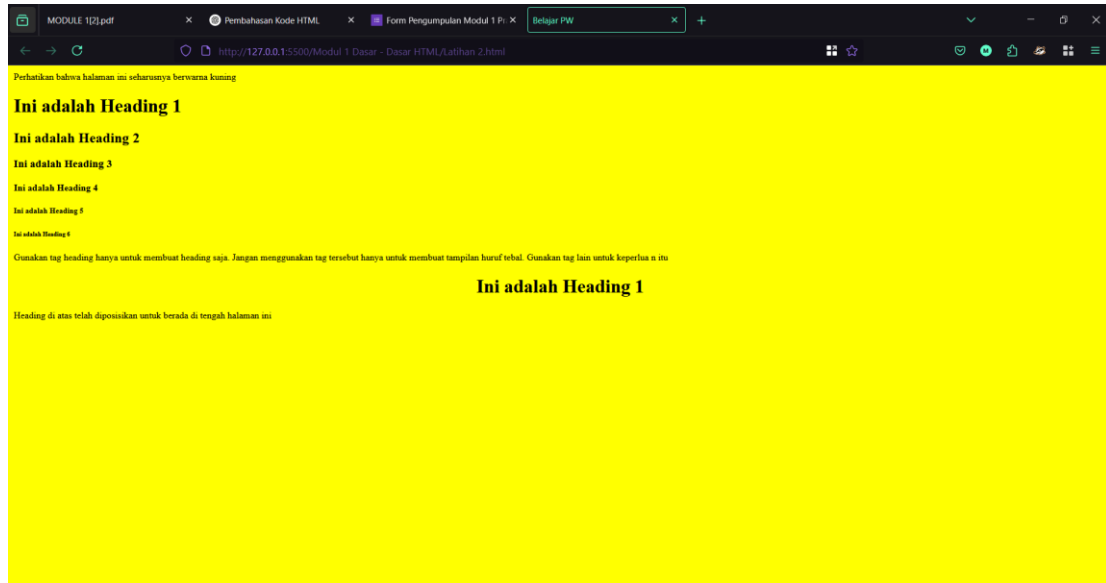 MODULE 1[2].pdf
Pembahasan Kode HTML
Form Pengumpulan Modul 1 Pr
Belajar PW
http://127.0.0.1:5500/Modul 1 Dasar - Dasar HTML/Latihan 2.html
Perhatikan bahwa halaman ini seharusnya berwarna kuning
Ini adalah Heading 1
Ini adalah Heading 2
Ini adalah Heading 3
Ini adalah Heading 4
Ini adalah Heading 5
Ini adalah Heading 6
Gunakan tag heading hanya untuk membuat heading saja. Jangan menggunakan tag tersebut hanya untuk membuat tampilan huruf tebal. Gunakan tag lain untuk keperlua n itu
Ini adalah Heading 1
Heading di atas telah diposisikan untuk berada di tengah halaman ini